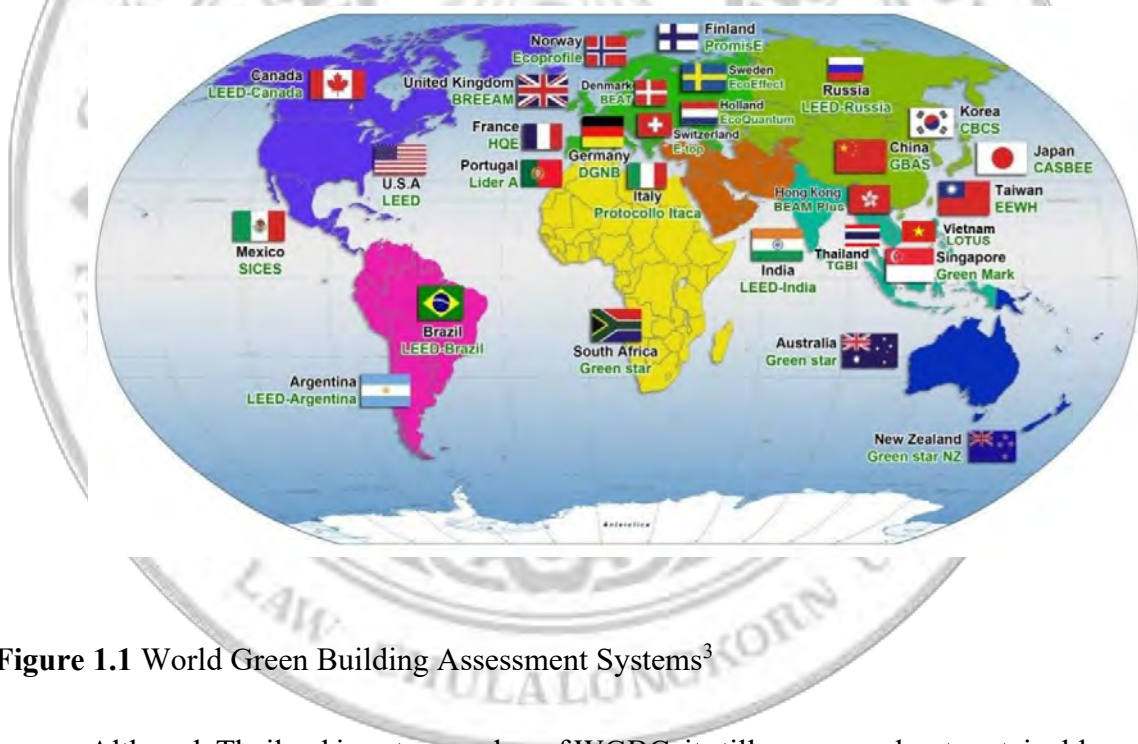 Norway
Ecoprofile
Finland
PromisE
Canada
LEED-Canada
United Kingdom
BREEAM
Denmark
BEAT
Sweden
EcoEffect
Russia
LEED-Russia
Holland
EcoQuantum
Korea
CBCS
France
HQE
Switzerland
E-top
China
GBAS
Japan
CASBEE
Germany
DGNB
Portugal
Lider A
U.S.A
LEED
Italy
Protocollo Itaca
Hong Kong
BEAM Plus
Taiwan
EEWH
Mexico
SICES
Vietnam
LOTUS
Thailand
TGBI
Singapore
Green Mark
India
LEED-India
Brazil
LEED-Brazil
South Africa
Green star
Australia
Green star
Argentina
LEED-Argentina
New Zealand
Green star NZ
Antarctica
LAW CHULALONGKORN U
Figure 1.1 World Green Building Assessment Systems3